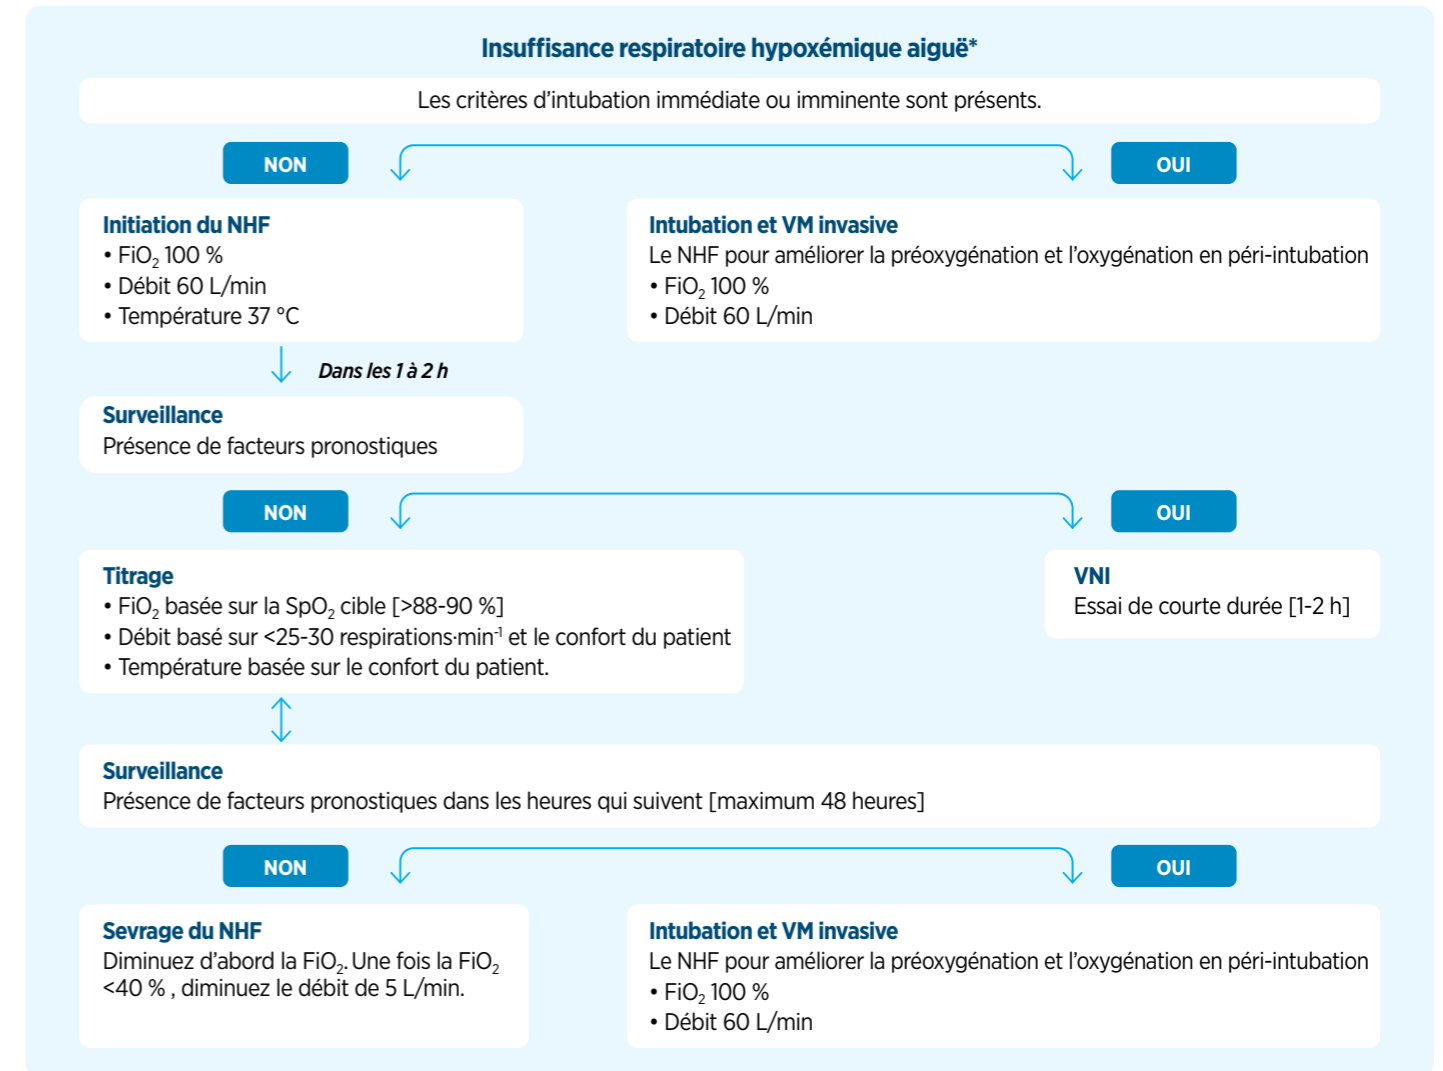 Insuffisance respiratoire hypoxémique aiguë*
Les critères d'intubation immédiate ou imminente sont présents.
NON
OUI
Initiation du NHF
• FiO₂ 100 %
• Débit 60 L/min
• Température 37 °C
Intubation et VM invasive
Le NHF pour améliorer la préoxygénation et l'oxygénation en péri-intubation
• FiO₂ 100 %
• Débit 60 L/min
Dans les 1 à 2 h
Surveillance
Présence de facteurs pronostiques
NON
OUI
Titrage
• FiO₂ basée sur la SpO₂ cible [>88-90 %]
• Débit basé sur <25-30 respirations·min⁻¹ et le confort du patient
• Température basée sur le confort du patient.
VNI
Essai de courte durée [1-2 h]
Surveillance
Présence de facteurs pronostiques dans les heures qui suivent [maximum 48 heures]
NON
OUI
Sevrage du NHF
Diminuez d'abord la FiO₂. Une fois la FiO₂
<40 % , diminuez le débit de 5 L/min.
Intubation et VM invasive
Le NHF pour améliorer la préoxygénation et l'oxygénation en péri-intubation
• FiO₂ 100 %
• Débit 60 L/min